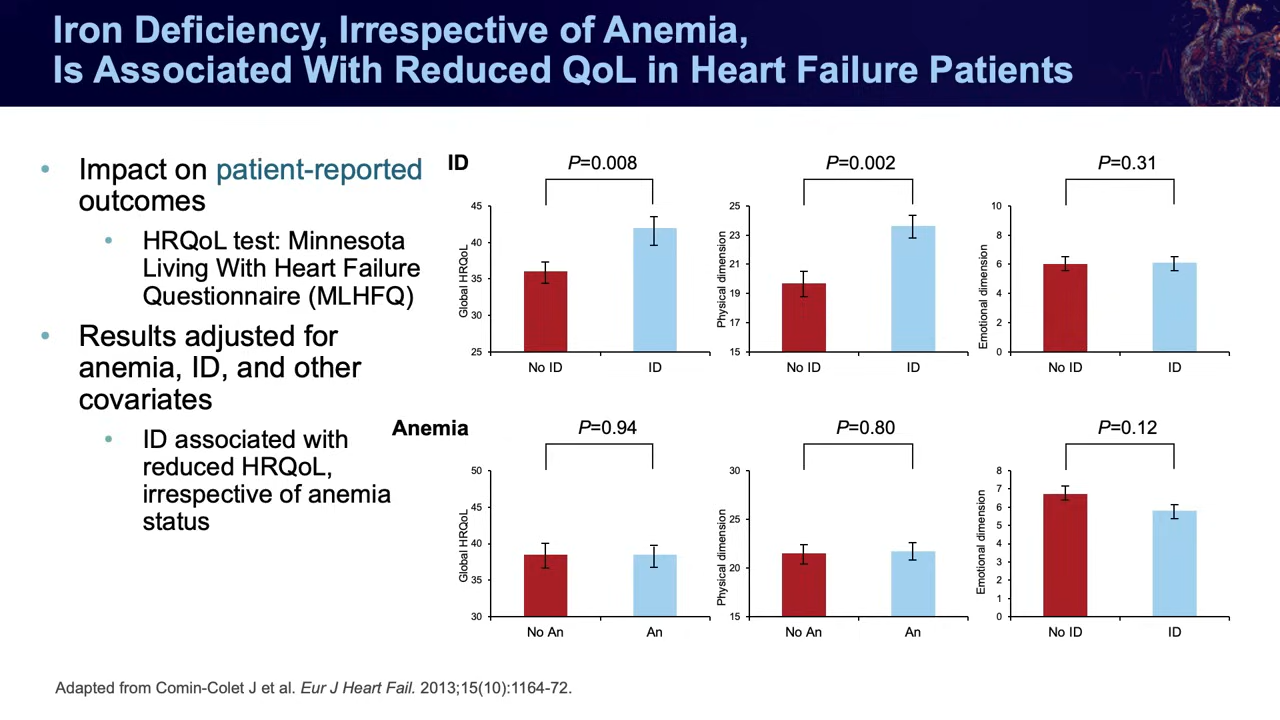 Iron Deficiency, Irrespective of Anemia,
Is Associated With Reduced QoL in Heart Failure Patients
• Impact on patient-reported
outcomes
• HRQoL test: Minnesota
Living With Heart Failure
Questionnaire (MLHFQ)
• Results adjusted for
anemia, ID, and other
covariates
• ID associated with
reduced HRQoL,
irrespective of anemia
status
ID
P=0.008
Global HRQoL
45
40
35
30
25
No ID ID
P=0.002
Physical dimension
25
23
21
19
17
15
No ID ID
P=0.31
Emotional dimension
10
8
6
4
2
0
No ID ID
Anemia
P=0.94
Global HRQoL
50
45
40
35
30
No An An
P=0.80
Physical dimension
30
25
20
15
No An An
P=0.12
Emotional dimension
8
7
6
5
4
3
2
1
0
No ID ID
Adapted from Comin-Colet J et al. Eur J Heart Fail. 2013;15(10):1164-72.